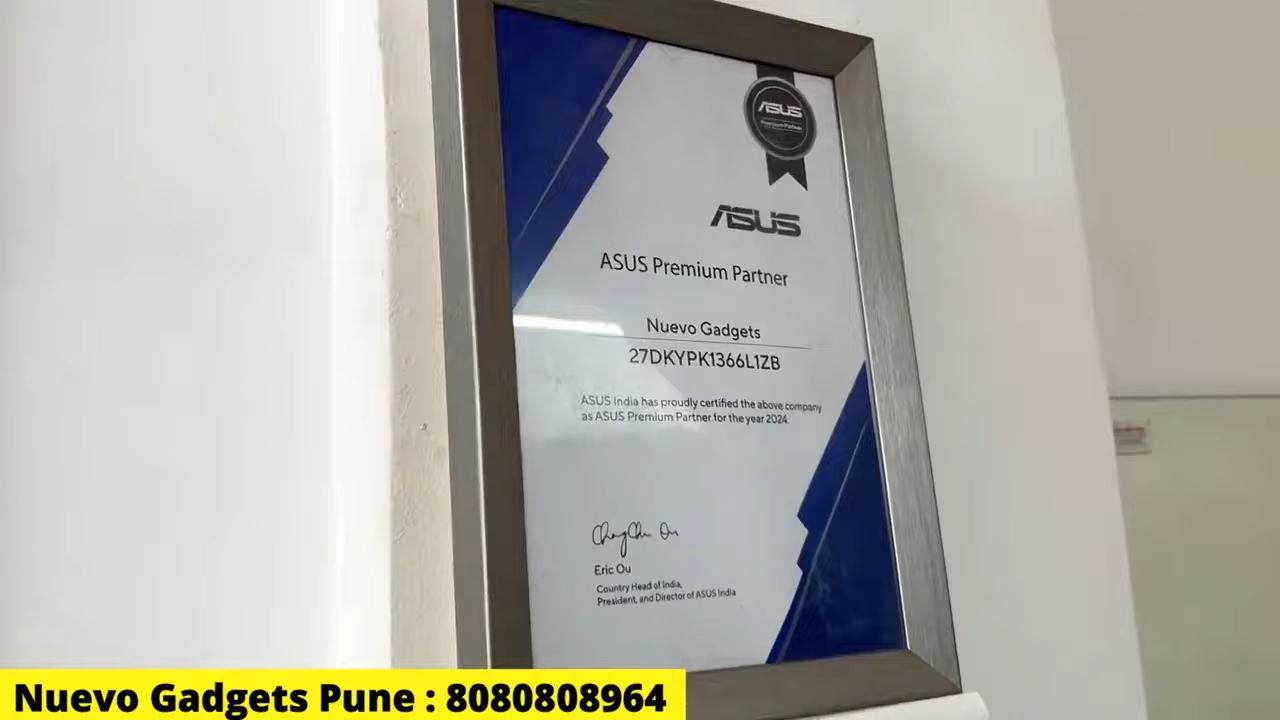 ASUS
Premium Partner
ASUS
ASUS Premium Partner
Nuevo Gadgets
27DKYPK1366L1ZB
ASUS India has proudly certified the above company
as ASUS Premium Partner for the year 2024.
Eric Ou
Country Head of India,
President, and Director of ASUS India
Nuevo Gadgets Pune : 8080808964